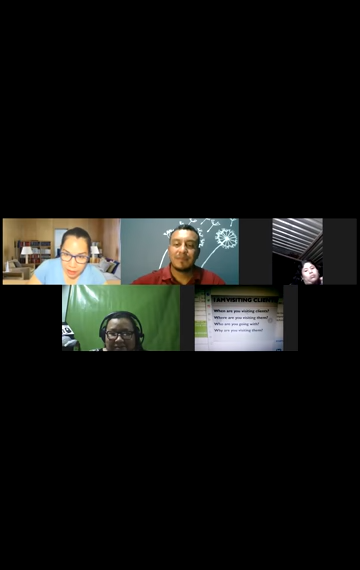 I AM VISITING CLIEN
When are you visiting clients?
Where are you visiting them?
Who are you going with?
Why are you visiting them?